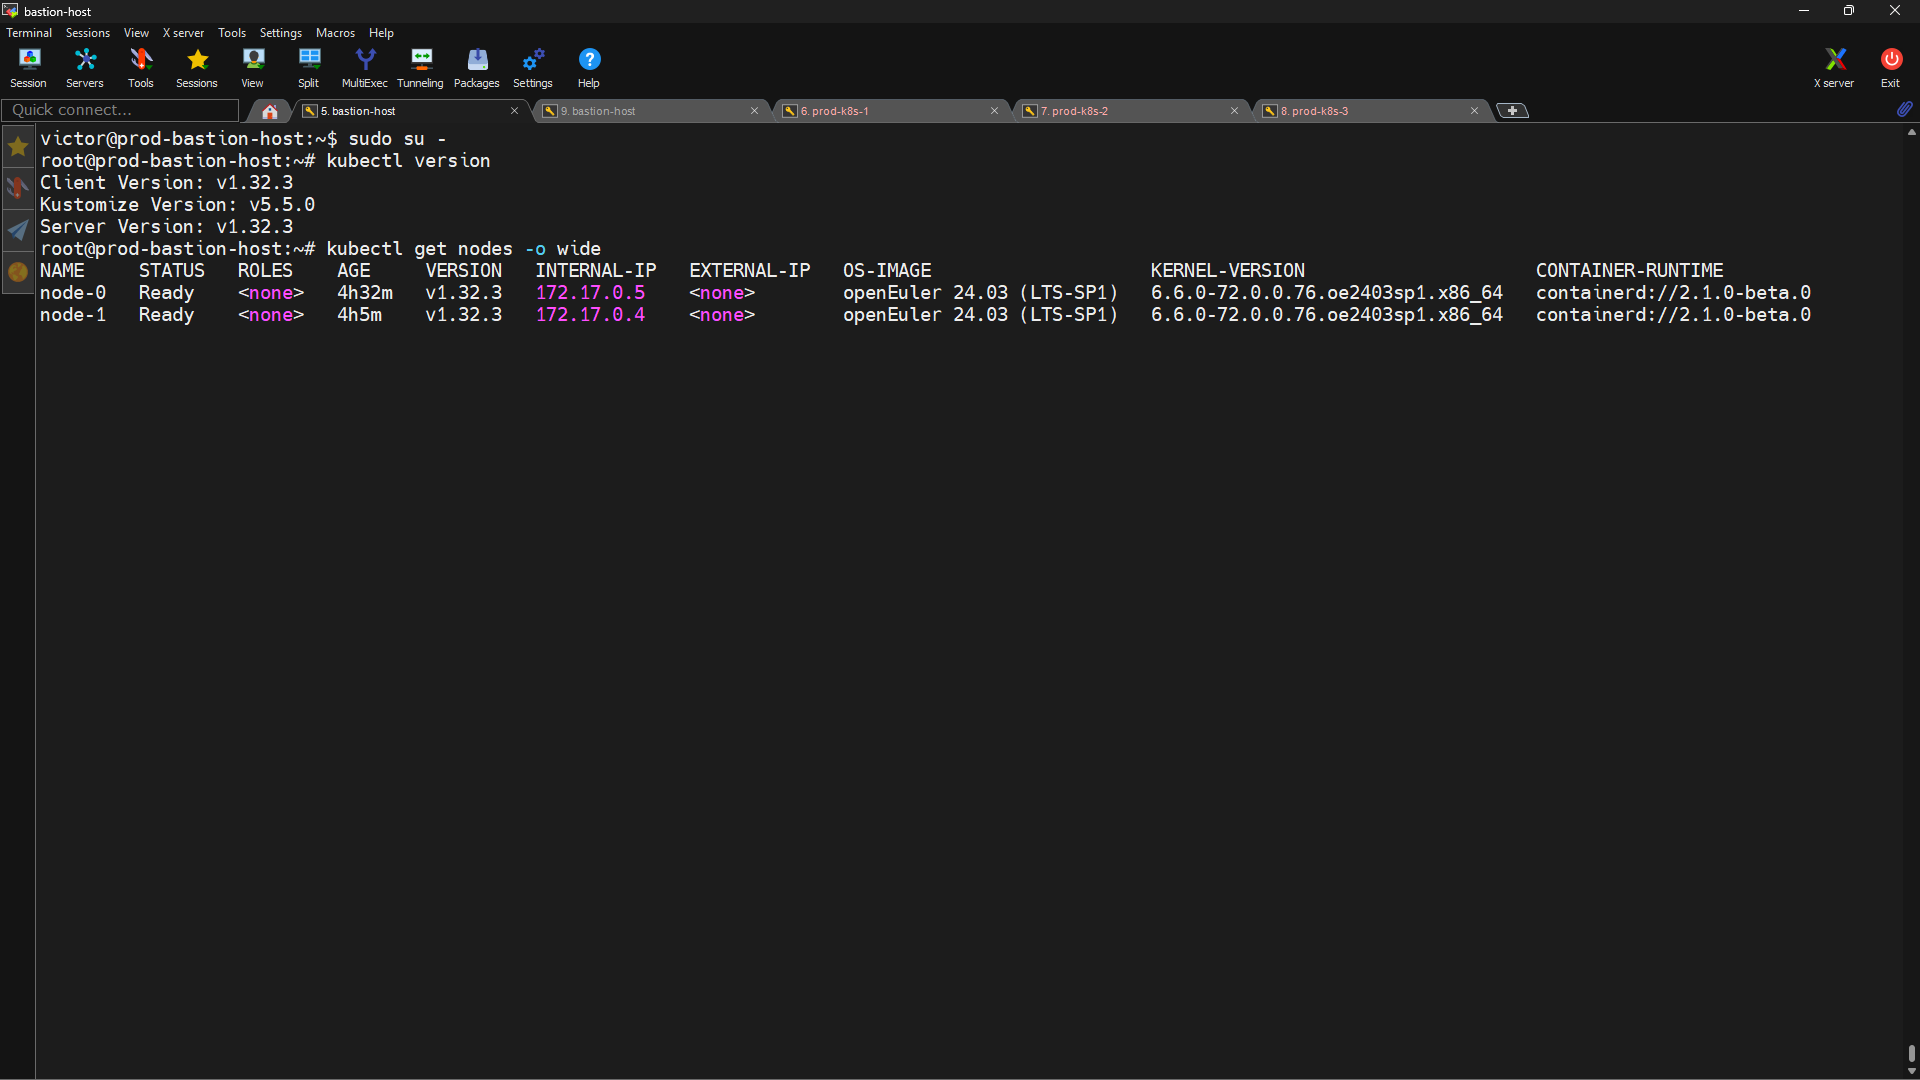 bastion-host
Terminal Sessions View X server Tools Settings Macros Help
Session Servers Tools Sessions View Split MultiExec Tunneling Packages Settings Help X server Exit
Quick connect... 5. bastion-host 9. bastion-host 6. prod-k8s-1 7. prod-k8s-2 8. prod-k8s-3
victor@prod-bastion-host:~$ sudo su -
root@prod-bastion-host:~# kubectl version
Client Version: v1.32.3
Kustomize Version: v5.5.0
Server Version: v1.32.3
root@prod-bastion-host:~# kubectl get nodes -o wide
NAME STATUS ROLES AGE VERSION INTERNAL-IP EXTERNAL-IP OS-IMAGE KERNEL-VERSION CONTAINER-RUNTIME
node-0 Ready <none> 4h32m v1.32.3 172.17.0.5 <none> openEuler 24.03 (LTS-SP1) 6.6.0-72.0.0.76.oe2403sp1.x86_64 containerd://2.1.0-beta.0
node-1 Ready <none> 4h5m v1.32.3 172.17.0.4 <none> openEuler 24.03 (LTS-SP1) 6.6.0-72.0.0.76.oe2403sp1.x86_64 containerd://2.1.0-beta.0